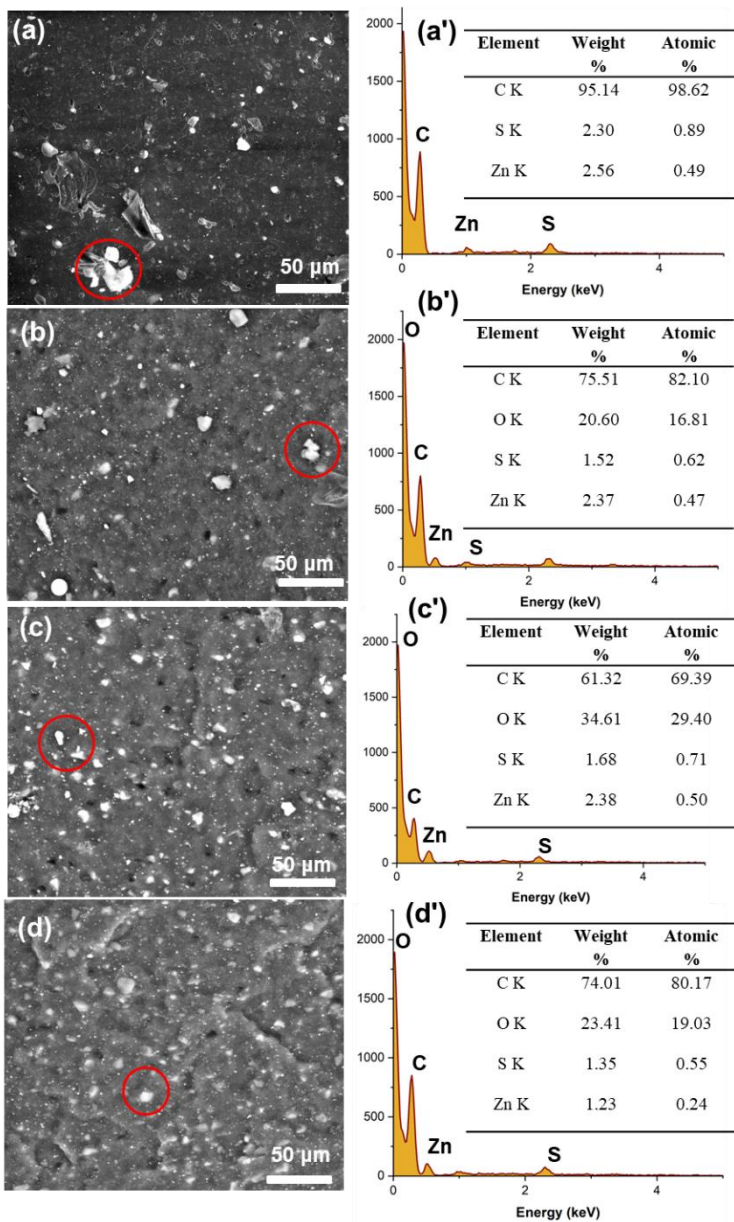 (a)
50 µm
(a')
Element Weight % Atomic %
C K 95.14 98.62
S K 2.30 0.89
Zn K 2.56 0.49
2000
1500
1000
500
0
C
Zn
S
0 2 4
Energy (keV)
(b)
50 µm
(b')
O
Element Weight % Atomic %
C K 75.51 82.10
O K 20.60 16.81
S K 1.52 0.62
Zn K 2.37 0.47
2000
1500
1000
500
0
C
Zn
S
0 2 4
Energy (keV)
(c)
50 µm
(c')
O
Element Weight % Atomic %
C K 61.32 69.39
O K 34.61 29.40
S K 1.68 0.71
Zn K 2.38 0.50
2000
1500
1000
500
0
C
Zn
S
0 2 4
Energy (keV)
(d)
50 µm
(d')
O
Element Weight % Atomic %
C K 74.01 80.17
O K 23.41 19.03
S K 1.35 0.55
Zn K 1.23 0.24
2000
1500
1000
500
0
C
Zn
S
0 2 4
Energy (keV)